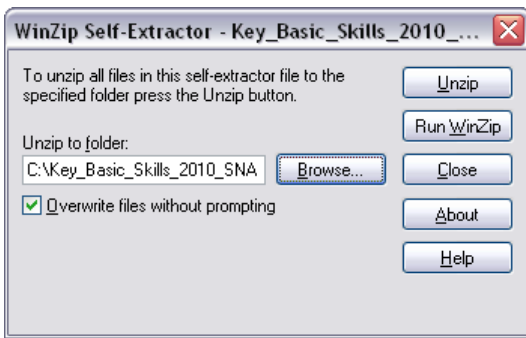 WinZip Self-Extractor - Key_Basic_Skills_2010_...
To unzip all files in this self-extractor file to the
specified folder press the Unzip button.
Unzip to folder:
C:\Key_Basic_Skills_2010_SNA
Browse...
Overwrite files without prompting
Unzip
Run WinZip
Close
About
Help